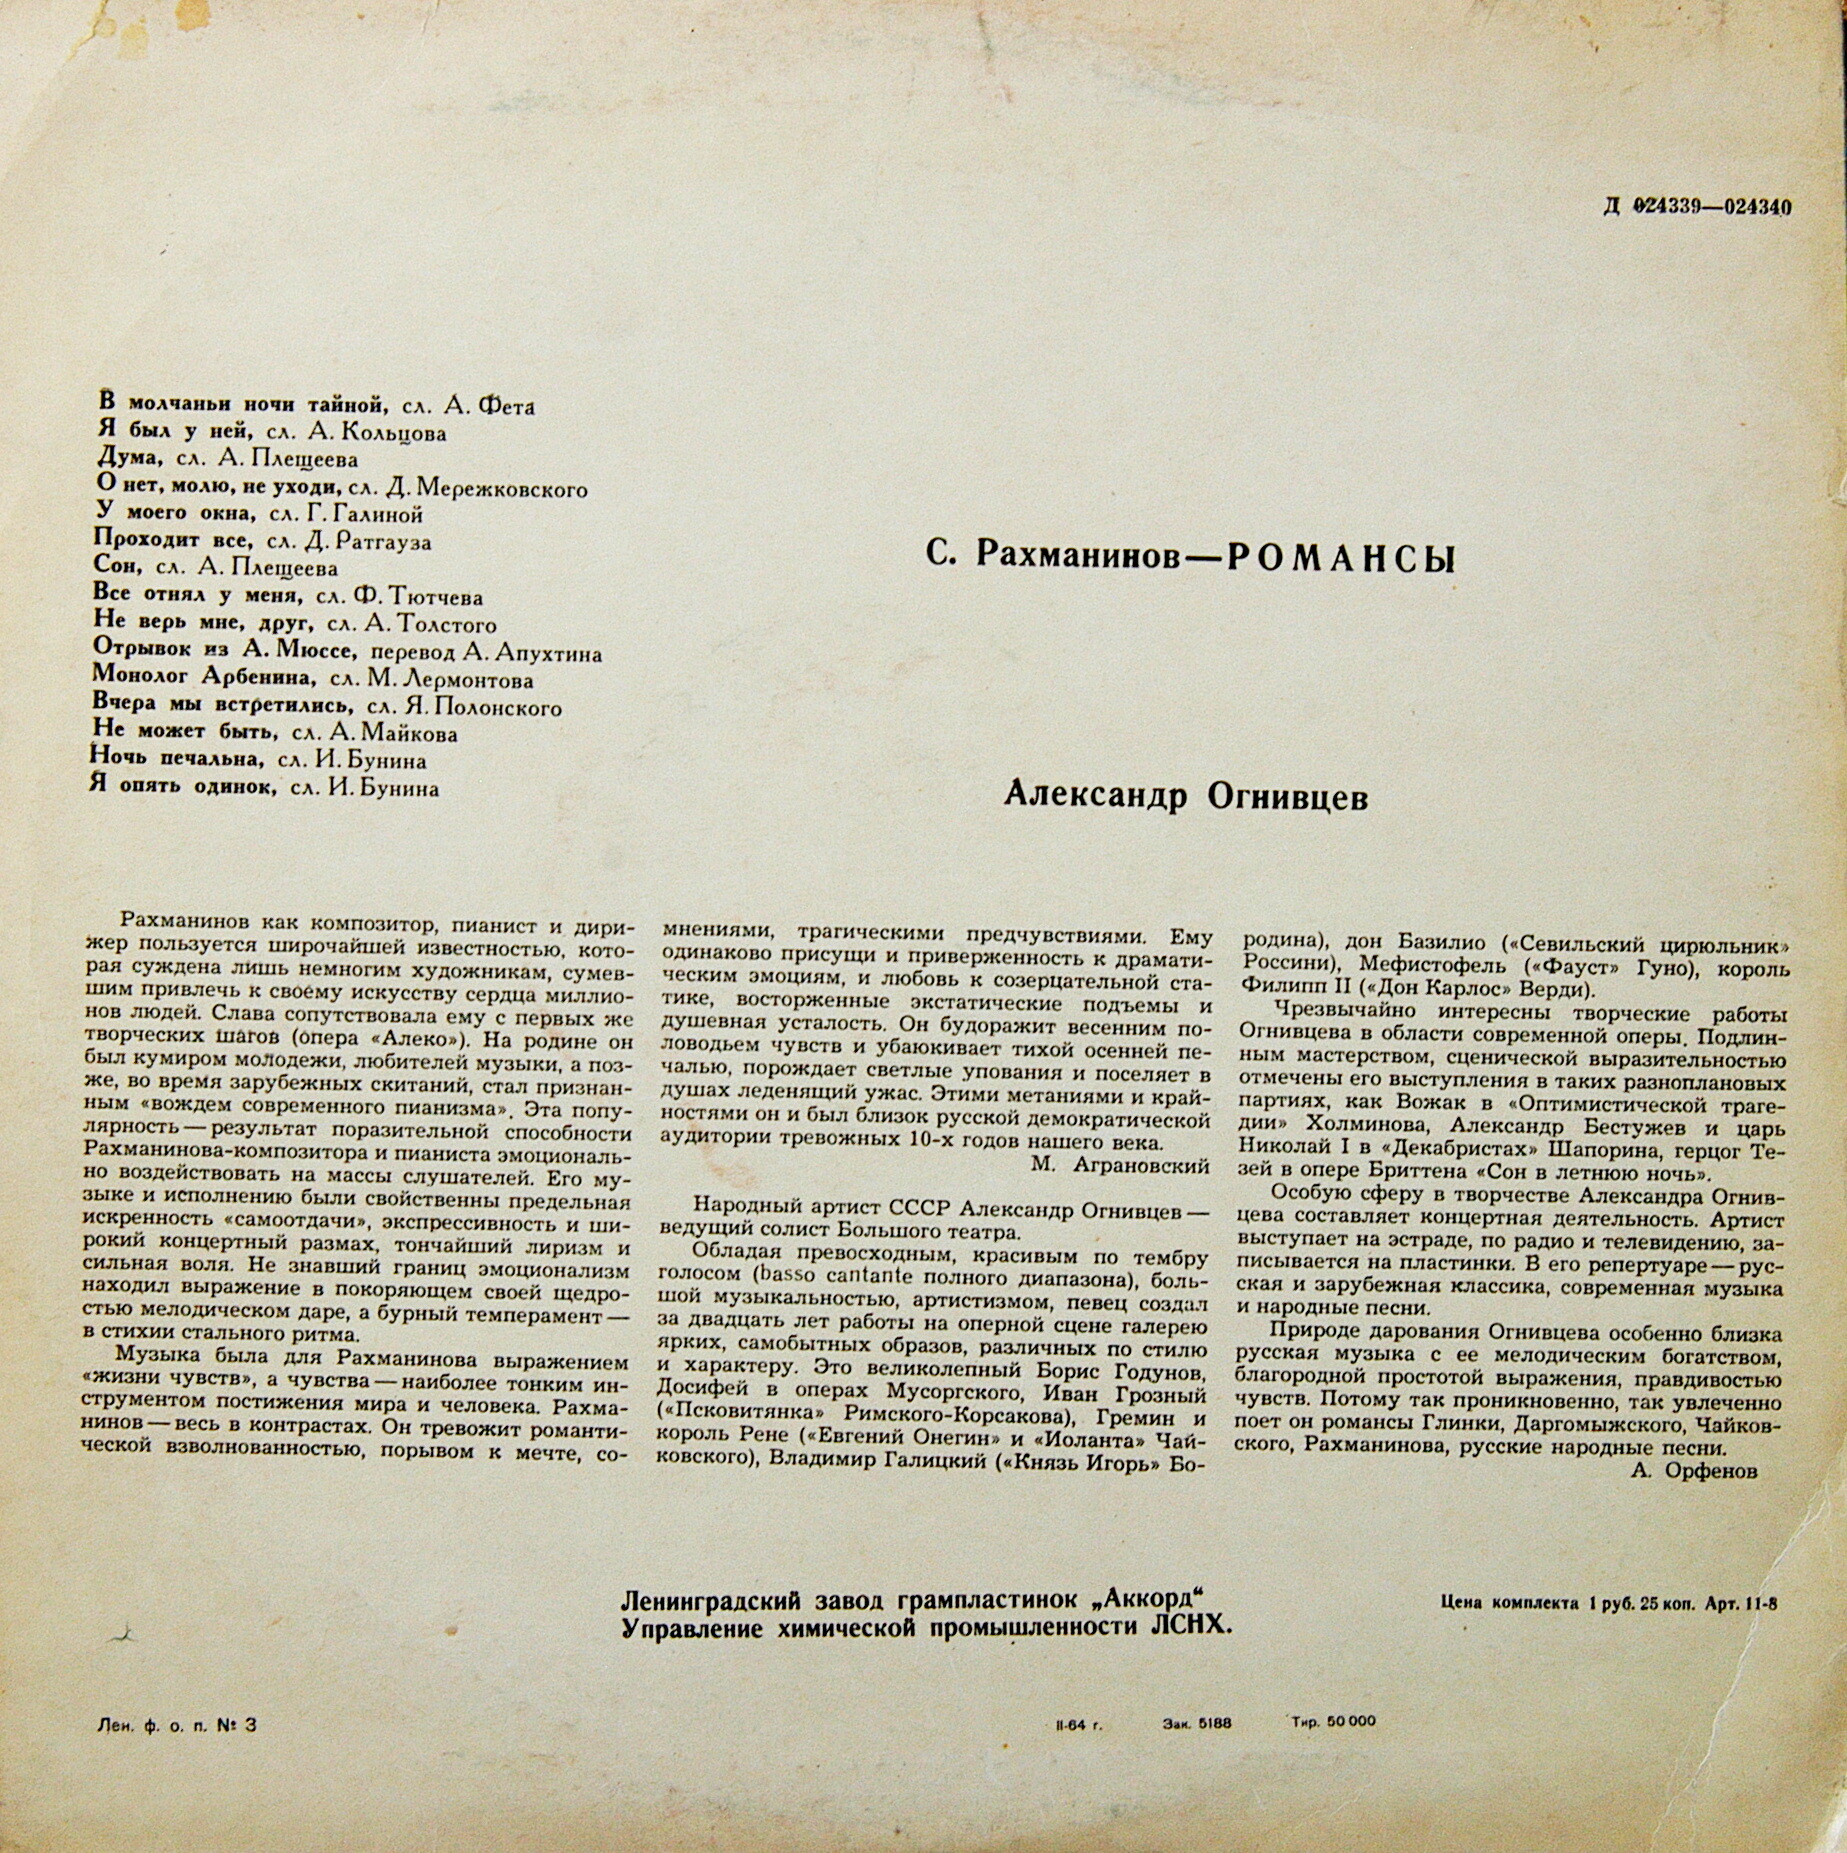 Д 024339—024340
В молчаньи ночи тайной, сл. А. Фета
Я был у ней, сл. А. Кольцова
Дума, сл. А. Плещеева
О нет, молю, не уходи, сл. Д. Мережковского
У моего окна, сл. Г. Галиной
Проходит все, сл. Д. Ратгауза
Сон, сл. А. Плещеева
Все отнял у меня, сл. Ф. Тютчева
Не верь мне, друг, сл. А. Толстого
Отрывок из А. Мюссе, перевод А. Апухтина
Монолог Арбенина, сл. М. Лермонтова
Вчера мы встретились, сл. Я. Полонского
Не может быть, сл. А. Майкова
Ночь печальна, сл. И. Бунина
Я опять одинок, сл. И. Бунина
С. Рахманинов—РОМАНСЫ
Александр Огнивцев
Рахманинов как композитор, пианист и дири-
жер пользуется широчайшей известностью, кото-
рая суждена лишь немногим художникам, сумев-
шим привлечь к своему искусству сердца миллио-
нов людей. Слава сопутствовала ему с первых же
творческих шагов (опера «Алеко»). На родине он
был кумиром молодежи, любителей музыки, а поз-
же, во время зарубежных скитаний, стал признан-
ным «вождем современного пианизма». Эта попу-
лярность — результат поразительной способности
Рахманинова-композитора и пианиста эмоциональ-
но воздействовать на массы слушателей. Его му-
зыке и исполнению были свойственны предельная
искренность «самоотдачи», экспрессивность и ши-
рокий концертный размах, тончайший лиризм и
сильная воля. Не знавший границ эмоционализм
находил выражение в покоряющем своей щедро-
стью мелодическом даре, а бурный темперамент —
в стихии стального ритма.
Музыка была для Рахманинова выражением
«жизни чувств», а чувства — наиболее тонким ин-
струментом постижения мира и человека. Рахма-
нинов — весь в контрастах. Он тревожит романти-
ческой взволнованностью, порывом к мечте, со-
мнениями, трагическими предчувствиями. Ему
одинаково присущи и приверженность к драмати-
ческим эмоциям, и любовь к созерцательной ста-
тике, восторженные экстатические подъемы и
душевная усталость. Он будоражит весенним по-
ловодьем чувств и убаюкивает тихой осенней пе-
чалью, порождает светлые упования и поселяет в
душах леденящий ужас. Этими метаниями и край-
ностями он и был близок русской демократической
аудитории тревожных 10-х годов нашего века.
М. Аграновский
Народный артист СССР Александр Огнивцев —
ведущий солист Большого театра.
Обладая превосходным, красивым по тембру
голосом (basso cantante полного диапазона), боль-
шой музыкальностью, артистизмом, певец создал
за двадцать лет работы на оперной сцене галерею
ярких, самобытных образов, различных по стилю
и характеру. Это великолепный Борис Годунов,
Досифей в операх Мусоргского, Иван Грозный
(«Псковитянка» Римского-Корсакова), Гремин и
король Рене («Евгений Онегин» и «Иоланта» Чай-
ковского), Владимир Галицкий («Князь Игорь» Бо-
родина), дон Базилио («Севильский цирюльник»
Россини), Мефистофель («Фауст» Гуно), король
Филипп II («Дон Карлос» Верди).
Чрезвычайно интересны творческие работы
Огнивцева в области современной оперы. Подлин-
ным мастерством, сценической выразительностью
отмечены его выступления в таких разноплановых
партиях, как Вожак в «Оптимистической траге-
дии» Холминова, Александр Бестужев и царь
Николай I в «Декабристах» Шапорина, герцог Те-
зей в опере Бриттена «Сон в летнюю ночь».
Особую сферу в творчестве Александра Огнив-
цева составляет концертная деятельность. Артист
выступает на эстраде, по радио и телевидению, за-
писывается на пластинки. В его репертуаре — рус-
ская и зарубежная классика, современная музыка
и народные песни.
Природе дарования Огнивцева особенно близка
русская музыка с ее мелодическим богатством,
благородной простотой выражения, правдивостью
чувств. Потому так проникновенно, так увлеченно
поет он романсы Глинки, Даргомыжского, Чайков-
ского, Рахманинова, русские народные песни.
А. Орфенов
Ленинградский завод грампластинок „Аккорд“
Управление химической промышленности ЛСНХ.
Цена комплекта 1 руб. 25 коп. Арт. 11-8
Лен. ф. о. п. № 3
II-64 г. Зак. 5188 Тир. 50 000